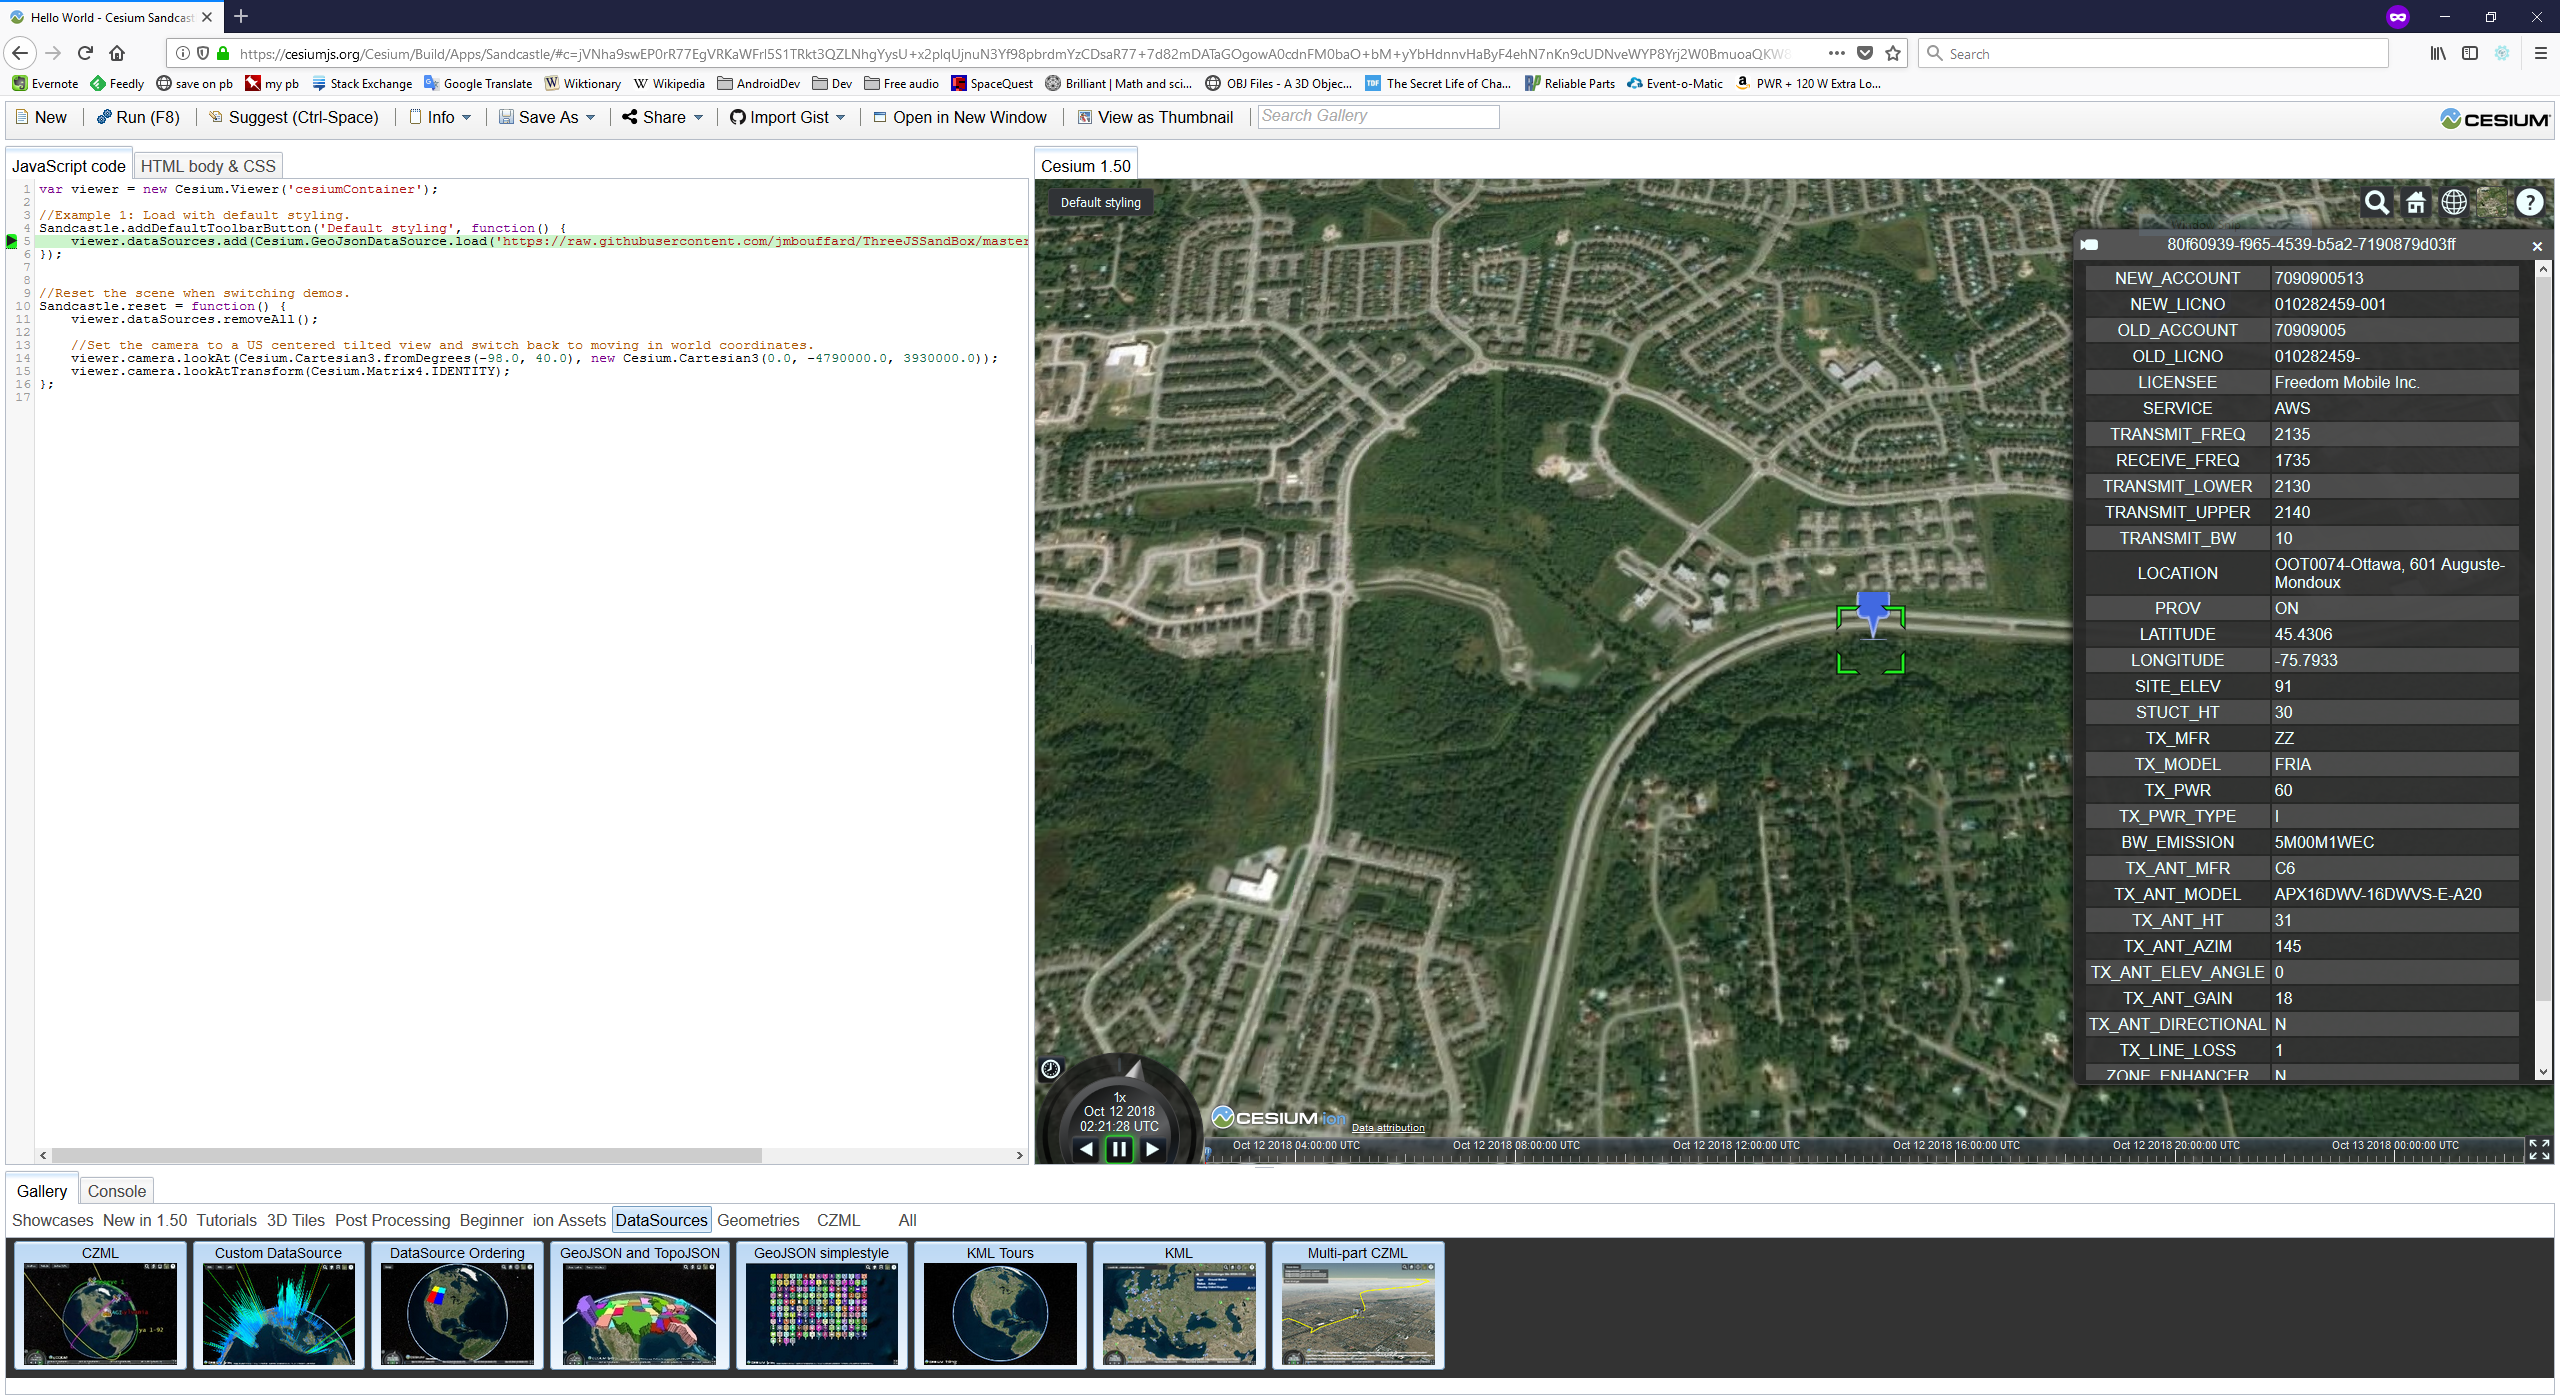 Hello World - Cesium Sandcast
https://cesiumjs.org/Cesium/Build/Apps/Sandcastle/#c=jVNha9swEP0rR77EgVRKaWFrl5S1TRkt3QZLNhgYysU+x2plqUjnuN3Yf98pbrdmYzCDsaR77+7d82mDATaGOgowA0cdnFM0baO+bM+yYbHdnnvHaByF4ehN7nKn9cUDNveWYP8Yrj2W0BmuoaQKW8
Search
Evernote
Feedly
save on pb
my pb
Stack Exchange
Google Translate
Wiktionary
Wikipedia
AndroidDev
Dev
Free audio
SpaceQuest
Brilliant | Math and sci...
OBJ Files - A 3D Objec...
The Secret Life of Cha...
Reliable Parts
Event-o-Matic
PWR + 120 W Extra Lo...
New
Run (F8)
Suggest (Ctrl-Space)
Info
Save As
Share
Import Gist
Open in New Window
View as Thumbnail
Search Gallery
CESIUM
JavaScript code
HTML body & CSS
1 var viewer = new Cesium.Viewer('cesiumContainer');
2
3 //Example 1: Load with default styling.
4 Sandcastle.addDefaultToolbarButton('Default styling', function() {
5 viewer.dataSources.add(Cesium.GeoJsonDataSource.load('https://raw.githubusercontent.com/jmbouffard/ThreeJSSandBox/master
6 });
7
8
9 //Reset the scene when switching demos.
10 Sandcastle.reset = function() {
11 viewer.dataSources.removeAll();
12
13 //Set the camera to a US centered tilted view and switch back to moving in world coordinates.
14 viewer.camera.lookAt(Cesium.Cartesian3.fromDegrees(-98.0, 40.0), new Cesium.Cartesian3(0.0, -4790000.0, 3930000.0));
15 viewer.camera.lookAtTransform(Cesium.Matrix4.IDENTITY);
16 };
17
Cesium 1.50
Default styling
80f60939-f965-4539-b5a2-7190879d03ff
NEW_ACCOUNT 7090900513
NEW_LICNO 010282459-001
OLD_ACCOUNT 70909005
OLD_LICNO 010282459-
LICENSEE Freedom Mobile Inc.
SERVICE AWS
TRANSMIT_FREQ 2135
RECEIVE_FREQ 1735
TRANSMIT_LOWER 2130
TRANSMIT_UPPER 2140
TRANSMIT_BW 10
LOCATION OOT0074-Ottawa, 601 Auguste-
Mondoux
PROV ON
LATITUDE 45.4306
LONGITUDE -75.7933
SITE_ELEV 91
STUCT_HT 30
TX_MFR ZZ
TX_MODEL FRIA
TX_PWR 60
TX_PWR_TYPE I
BW_EMISSION 5M00M1WEC
TX_ANT_MFR C6
TX_ANT_MODEL APX16DWV-16DWVS-E-A20
TX_ANT_HT 31
TX_ANT_AZIM 145
TX_ANT_ELEV_ANGLE 0
TX_ANT_GAIN 18
TX_ANT_DIRECTIONAL N
TX_LINE_LOSS 1
ZONE_ENHANCER N
1x
Oct 12 2018
02:21:28 UTC
CESIUM ion
Data attribution
Oct 12 2018 04:00:00 UTC
Oct 12 2018 08:00:00 UTC
Oct 12 2018 12:00:00 UTC
Oct 12 2018 16:00:00 UTC
Oct 12 2018 20:00:00 UTC
Oct 13 2018 00:00:00 UTC
Gallery
Console
Showcases
New in 1.50
Tutorials
3D Tiles
Post Processing
Beginner
ion Assets
DataSources
Geometries
CZML
All
CZML
Custom DataSource
DataSource Ordering
GeoJSON and TopoJSON
GeoJSON simplestyle
KML Tours
KML
Multi-part CZML